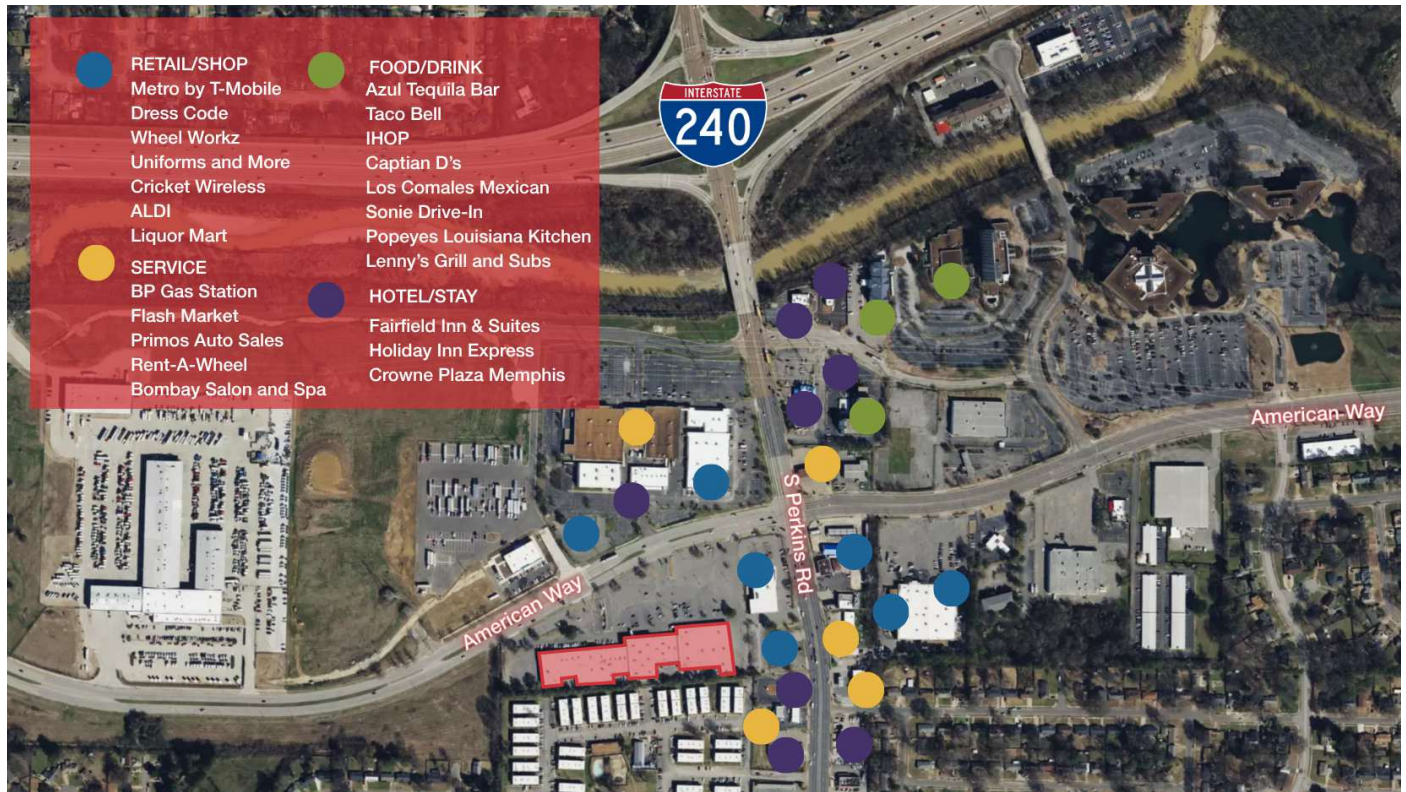 RETAIL/SHOP
Metro by T-Mobile
Dress Code
Wheel Workz
Uniforms and More
Cricket Wireless
ALDI
Liquor Mart
SERVICE
BP Gas Station
Flash Market
Primos Auto Sales
Rent-A-Wheel
Bombay Salon and Spa
FOOD/DRINK
Azul Tequila Bar
Taco Bell
IHOP
Captian D's
Los Comales Mexican
Sonie Drive-In
Popeyes Louisiana Kitchen
Lenny's Grill and Subs
HOTEL/STAY
Fairfield Inn & Suites
Holiday Inn Express
Crowne Plaza Memphis
INTERSTATE
240
American Way
S Perkins Rd
American Way